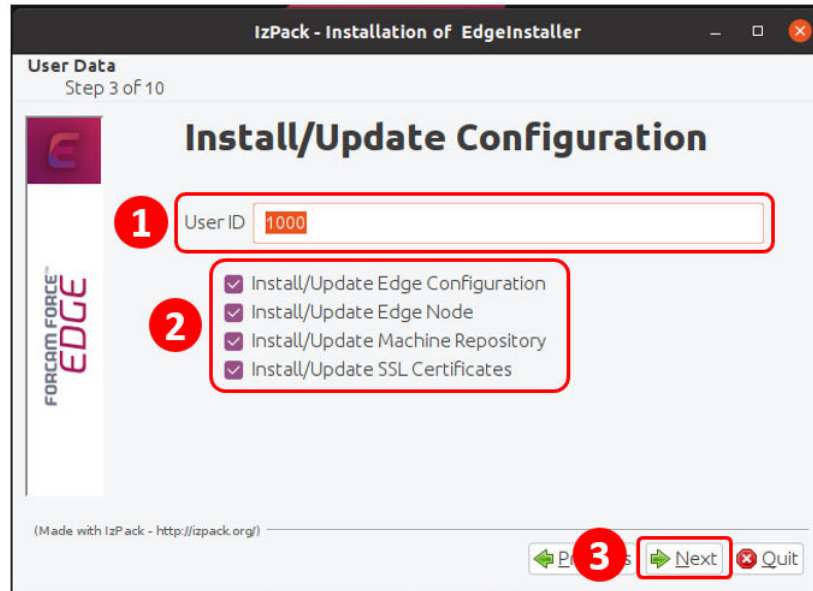 IzPack - Installation of EdgeInstaller
User Data
Step 3 of 10
E
Install/Update Configuration
1
User ID 1000
2
Install/Update Edge Configuration
Install/Update Edge Node
Install/Update Machine Repository
Install/Update SSL Certificates
FORCAM FORCE™
EDGE
(Made with IzPack - http://izpack.org/)
3
Next
Quit